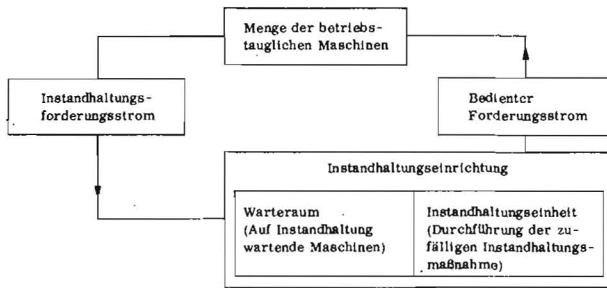 Menge der betriebs-
tauglichen Maschinen
Instandhaltungs-
forderungsstrom
Bedienter
Forderungsstrom
Instandhaltungseinrichtung
Warteraum
(Auf Instandhaltung
wartende Maschinen)
Instandhaltungseinheit
(Durchführung der zu-
fälligen Instandhaltungs-
maßnahme)